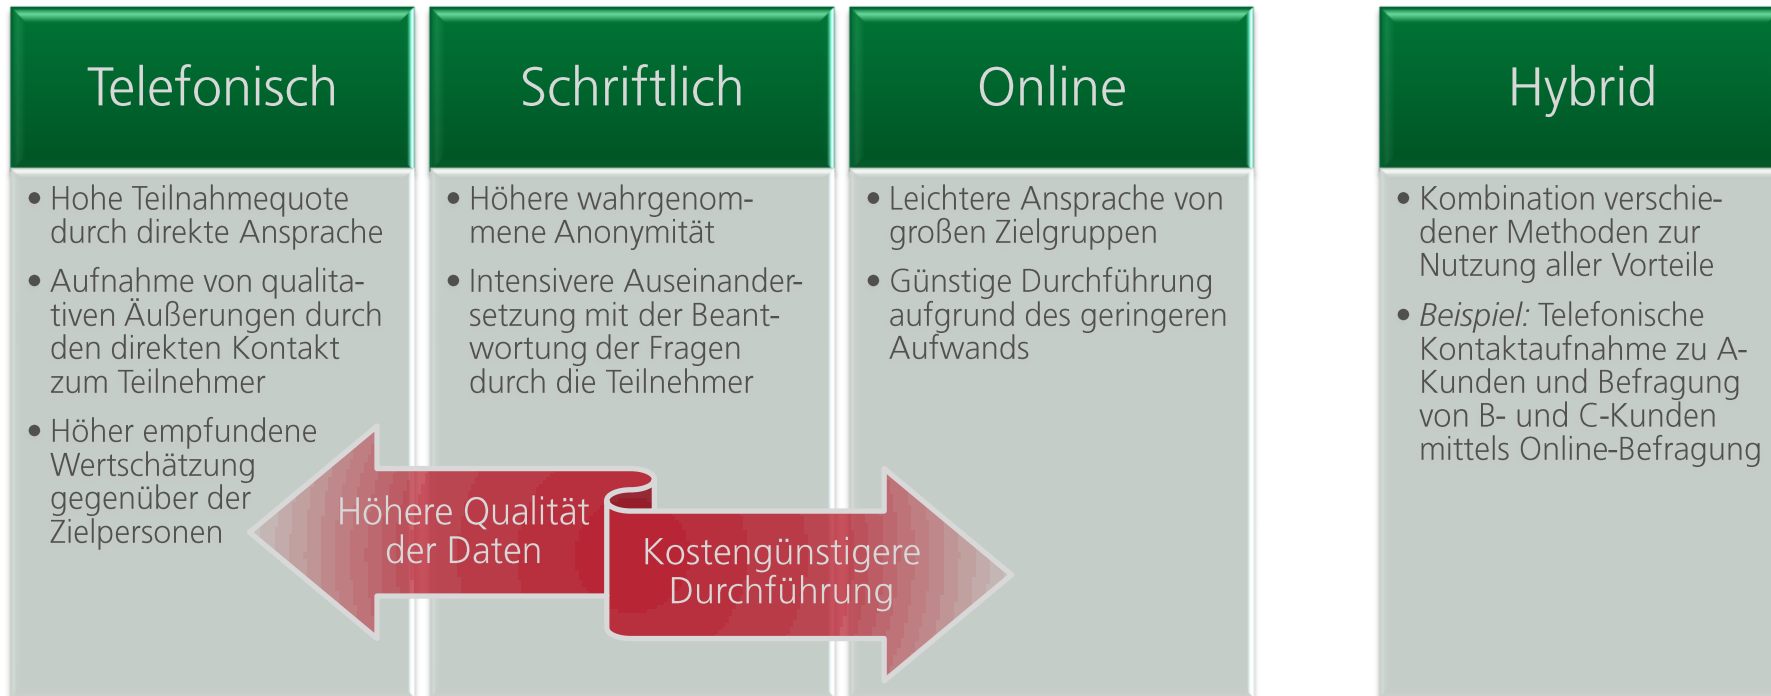 Telefonisch
• Hohe Teilnahmequote
durch direkte Ansprache
• Aufnahme von qualita-
tiven Äußerungen durch
den direkten Kontakt
zum Teilnehmer
• Höher empfundene
Wertschätzung
gegenüber der
Zielpersonen
Schriftlich
• Höhere wahrgenom-
mene Anonymität
• Intensivere Auseinander-
setzung mit der Beant-
wortung der Fragen
durch die Teilnehmer
Online
• Leichtere Ansprache von
großen Zielgruppen
• Günstige Durchführung
aufgrund des geringeren
Aufwands
Höhere Qualität
der Daten
Kostengünstigere
Durchführung
Hybrid
• Kombination verschie-
dener Methoden zur
Nutzung aller Vorteile
• Beispiel: Telefonische
Kontaktaufnahme zu A-
Kunden und Befragung
von B- und C-Kunden
mittels Online-Befragung